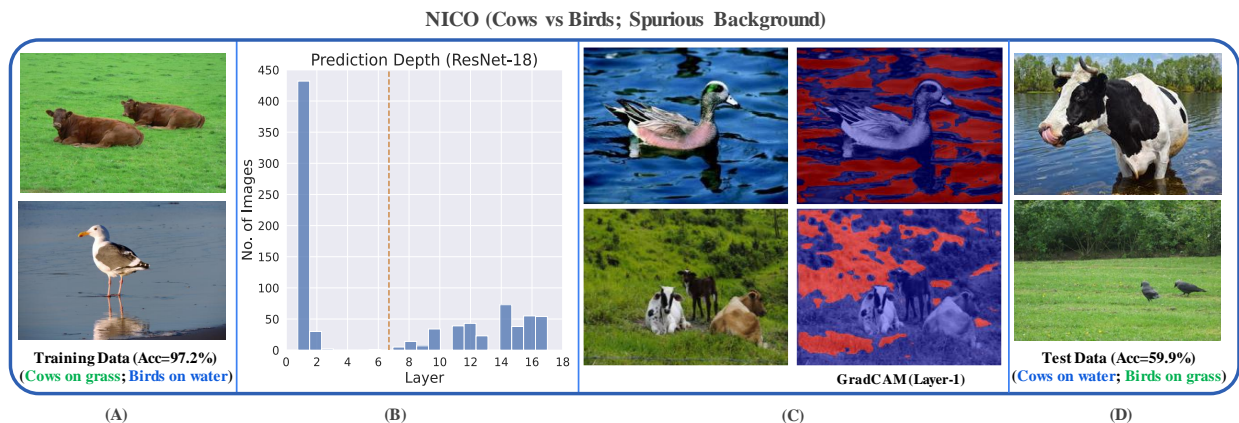 NICO (Cows vs Birds; Spurious Background)
Training Data (Acc=97.2%)
(Cows on grass; Birds on water)
(A)
Prediction Depth (ResNet-18)
No. of Images
450
400
350
300
250
200
150
100
50
0
0 2 4 6 8 10 12 14 16 18
Layer
(B)
GradCAM (Layer-1)
(C)
Test Data (Acc=59.9%)
(Cows on water; Birds on grass)
(D)